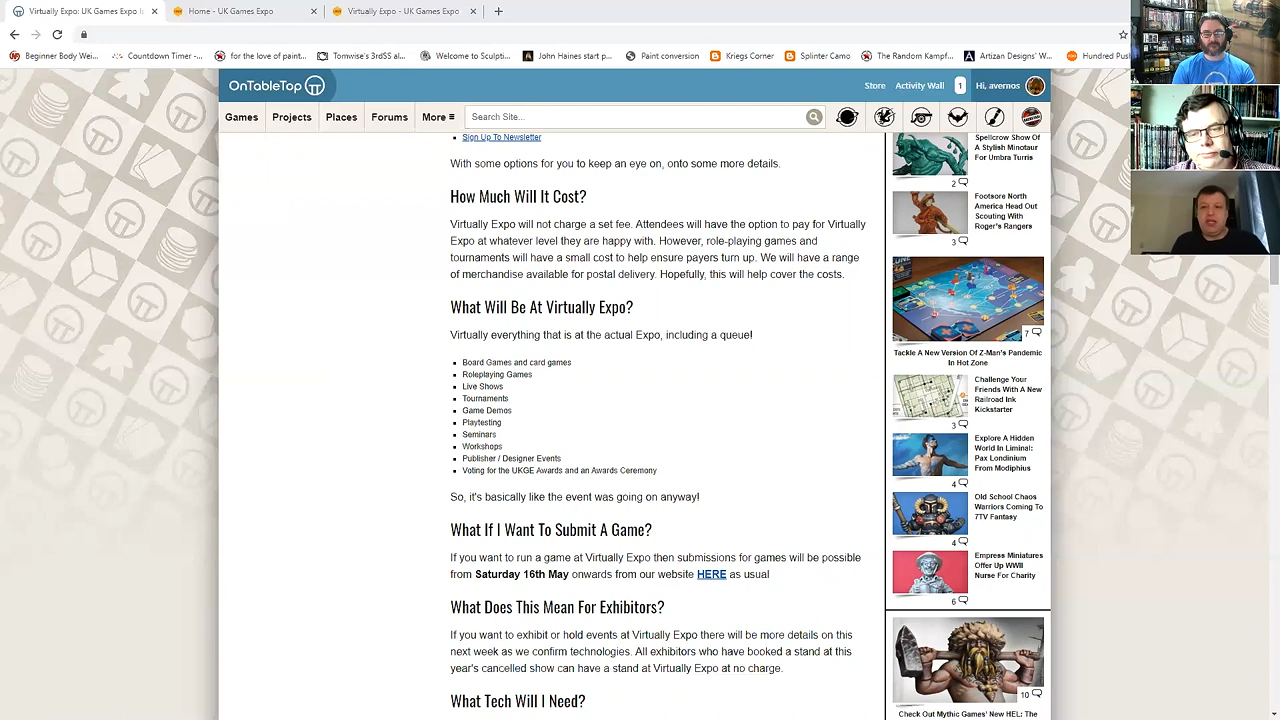 Virtually Expo: UK Games Expo I
Home - UK Games Expo
Virtually Expo - UK Games Expo
Beginner Body Wei...
Countdown Timer -...
for the love of paint...
Tomwise's 3rdSS al...
Welcome to Sculpti...
John Haines start p...
Paint conversion
Kriegs Corner
Splinter Camo
The Random Kampf...
Artizan Designs' W...
Hundred Push
OnTableTop
Store
Activity Wall
1
Hi, avernos
Games
Projects
Places
Forums
More ≡
Search Site...
Sign Up To Newsletter
With some options for you to keep an eye on, onto some more details.
How Much Will It Cost?
Virtually Expo will not charge a set fee. Attendees will have the option to pay for Virtually
Expo at whatever level they are happy with. However, role-playing games and
tournaments will have a small cost to help ensure payers turn up. We will have a range
of merchandise available for postal delivery. Hopefully, this will help cover the costs.
What Will Be At Virtually Expo?
Virtually everything that is at the actual Expo, including a queue!
Board Games and card games
Roleplaying Games
Live Shows
Tournaments
Game Demos
Playtesting
Seminars
Workshops
Publisher / Designer Events
Voting for the UKGE Awards and an Awards Ceremony
So, it's basically like the event was going on anyway!
What If I Want To Submit A Game?
If you want to run a game at Virtually Expo then submissions for games will be possible
from Saturday 16th May onwards from our website HERE as usual
What Does This Mean For Exhibitors?
If you want to exhibit or hold events at Virtually Expo there will be more details on this
next week as we confirm technologies. All exhibitors who have booked a stand at this
year's cancelled show can have a stand at Virtually Expo at no charge.
What Tech Will I Need?
Spellcrow Show Of
A Stylish Minotaur
For Umbra Turris
2
Footsore North
America Head Out
Scouting With
Roger's Rangers
3
7
Tackle A New Version Of Z-Man's Pandemic
In Hot Zone
Challenge Your
Friends With A New
Railroad Ink
Kickstarter
3
Explore A Hidden
World In Liminal:
Pax Londinium
From Modiphius
4
Old School Chaos
Warriors Coming To
7TV Fantasy
4
Empress Miniatures
Offer Up WWII
Nurse For Charity
6
10
Check Out Mythic Games' New HEL: The